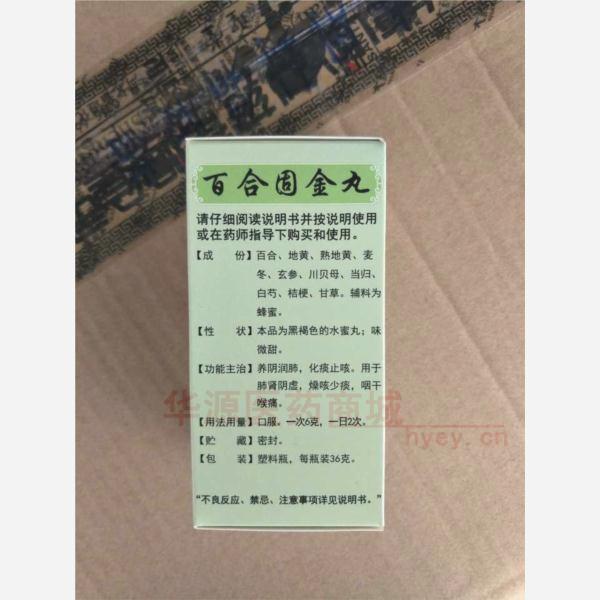 百合固金丸
请仔细阅读说明书并按说明使用
或在药师指导下购买和使用。
【成 份】百合、地黄、熟地黄、麦
冬、玄参、川贝母、当归、
白芍、桔梗、甘草。辅料为
蜂蜜。
【性 状】本品为黑褐色的水蜜丸；味
微甜。
【功能主治】养阴润肺，化痰止咳。用于
肺肾阴虚，燥咳少痰，咽干
喉痛。
【用法用量】口服。一次6克，一日2次。
【贮 藏】密封。
【包 装】塑料瓶，每瓶装36克。
“不良反应、禁忌、注意事项详见说明书。”
华源医药商城
hyey.cn